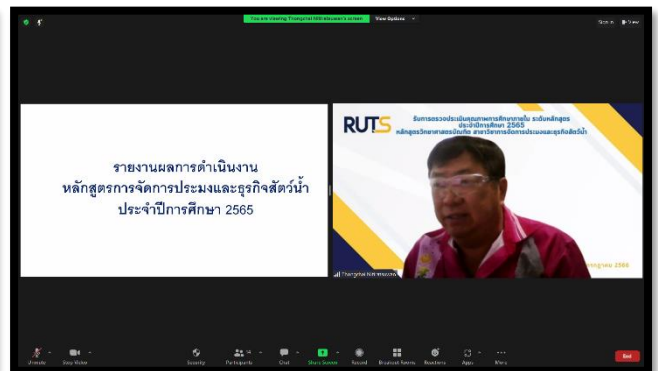 You are viewing Thongchai Nitiratsuwan's screen
View Options
Sign in
View
รายงานผลการดำเนินงาน
หลักสูตรการจัดการประมงและธุรกิจสัตว์น้ำ
ประจำปีการศึกษา 2565
RUTS
รับการตรวจประเมินคุณภาพการศึกษาภายใน ระดับหลักสูตร
ประจำปีการศึกษา 2565
หลักสูตรวิทยาศาสตรบัณฑิต สาขาวิชาการจัดการประมงและธุรกิจสัตว์น้ำ
2566
Thongchai Nitiratsuwan
Unmute
Stop Video
Security
Participants
Chat
Share Screen
Record
Breakout Rooms
Reactions
Apps
More
End